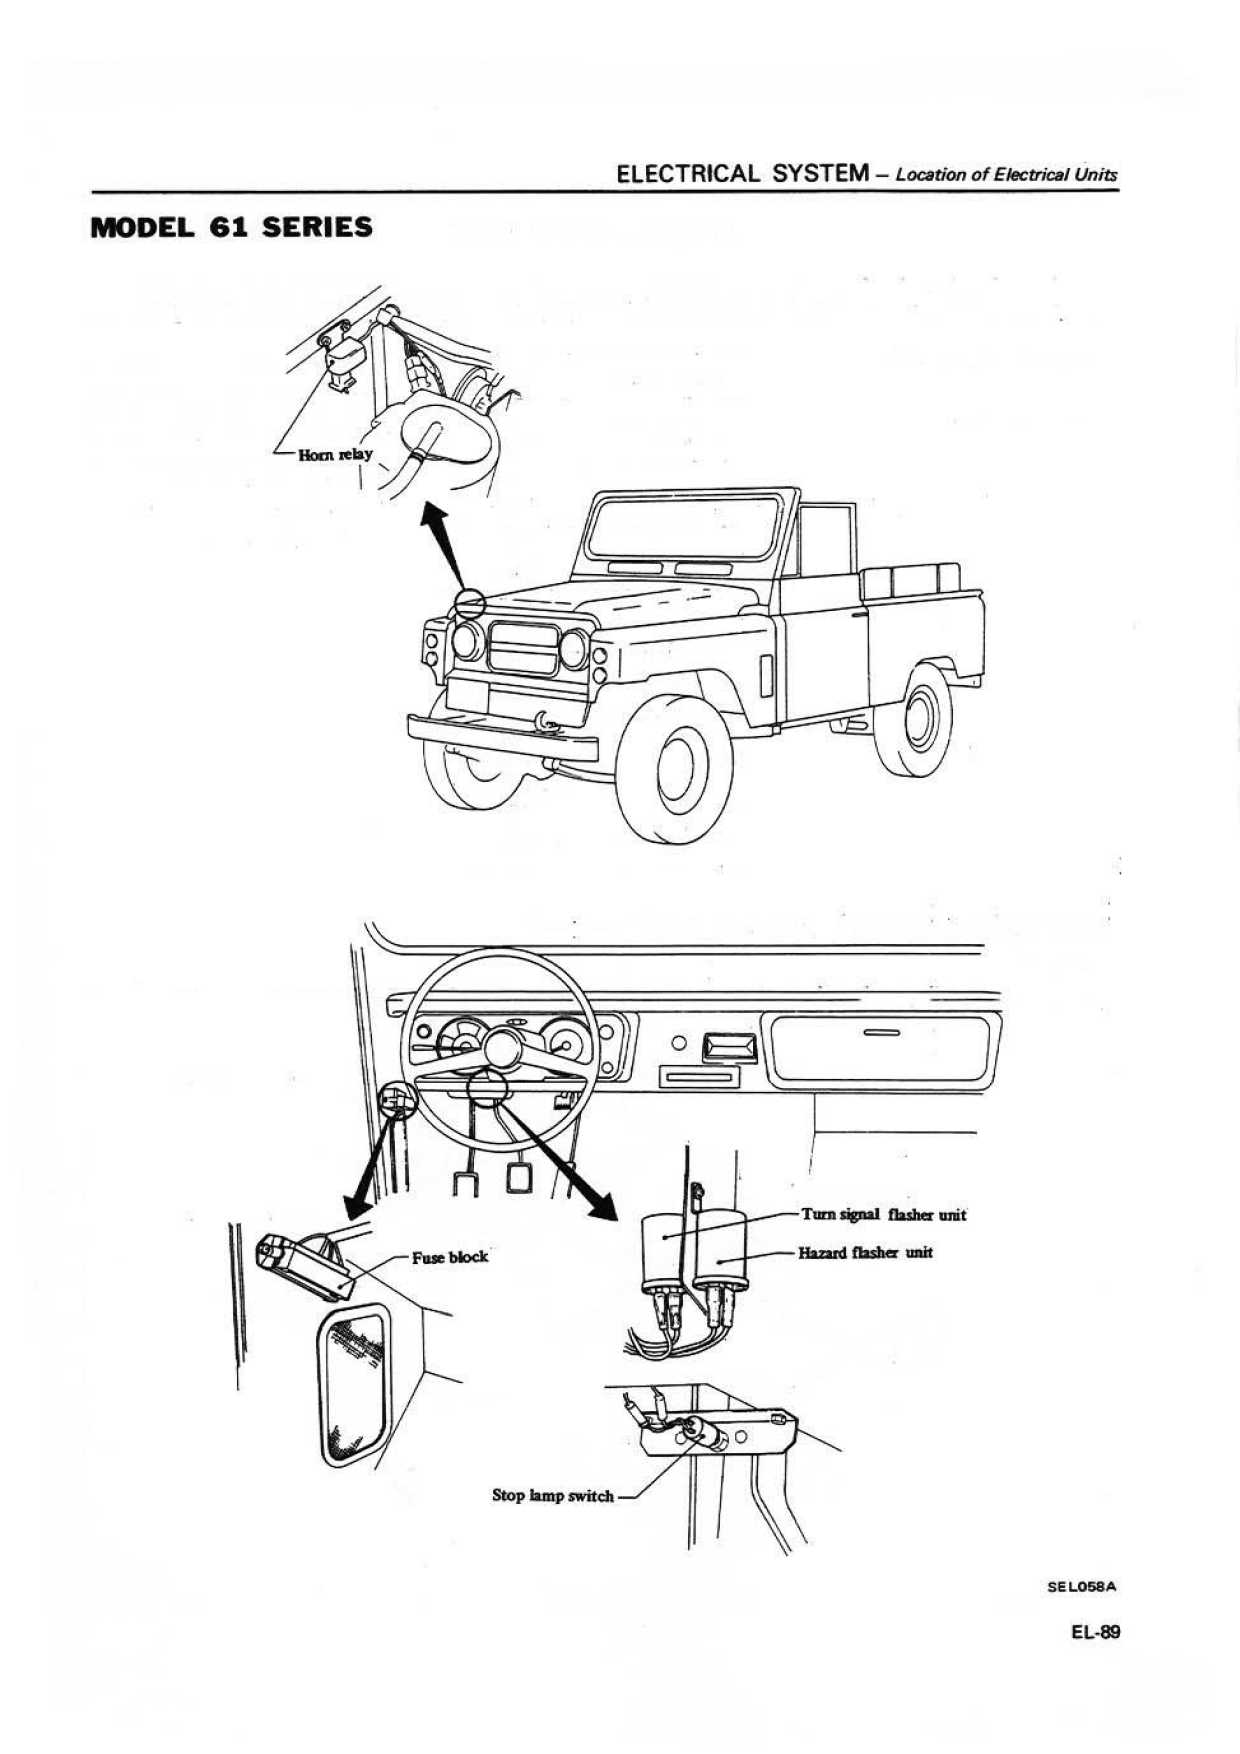 ELECTRICAL SYSTEM – Location of Electrical Units
MODEL 61 SERIES
Horn relay
Turn signal flasher unit
Hazard flasher unit
Fuse block
Stop lamp switch
SEL058A
EL-89